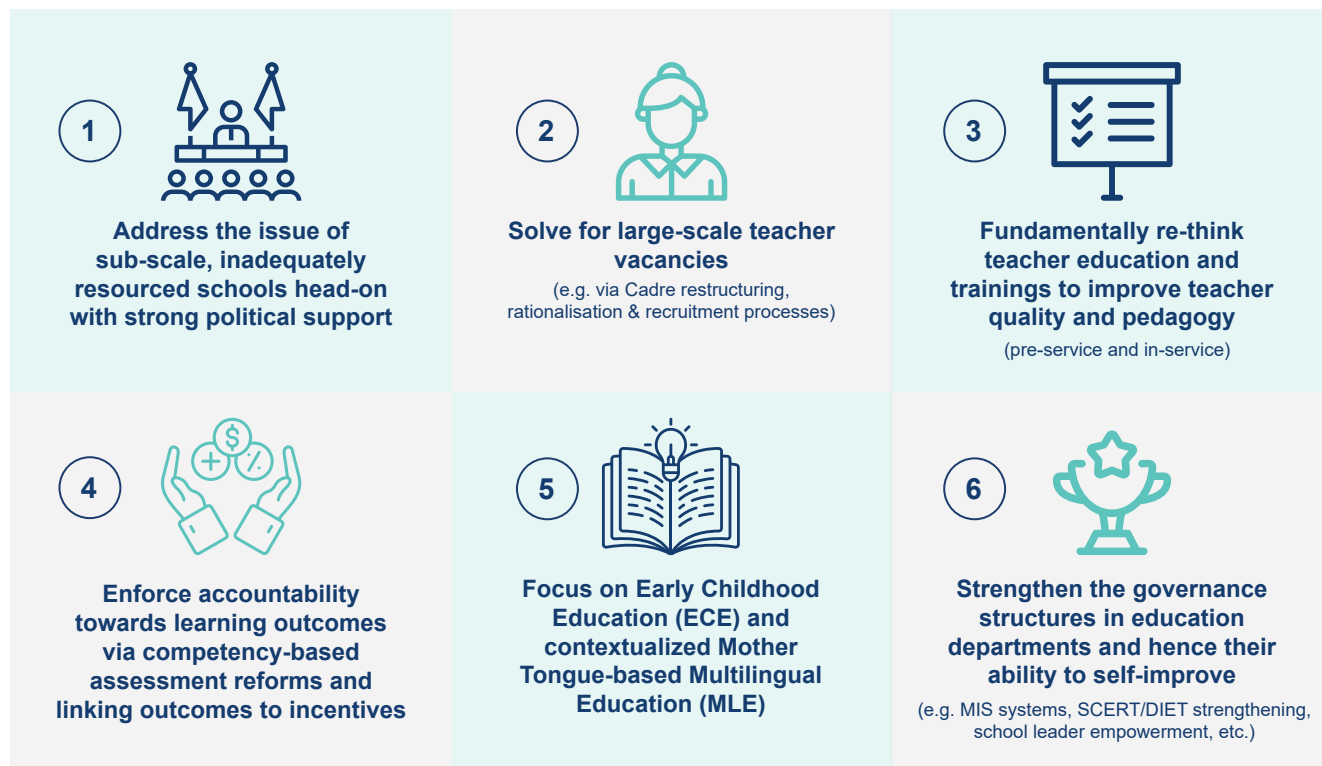 1
Address the issue of
sub-scale, inadequately
resourced schools head-on
with strong political support
2
Solve for large-scale teacher
vacancies
(e.g. via Cadre restructuring,
rationalisation & recruitment processes)
3
Fundamentally re-think
teacher education and
trainings to improve teacher
quality and pedagogy
(pre-service and in-service)
4
$
+ %
Enforce accountability
towards learning outcomes
via competency-based
assessment reforms and
linking outcomes to incentives
5
Focus on Early Childhood
Education (ECE) and
contextualized Mother
Tongue-based Multilingual
Education (MLE)
6
Strengthen the governance
structures in education
departments and hence their
ability to self-improve
(e.g. MIS systems, SCERT/DIET strengthening,
school leader empowerment, etc.)